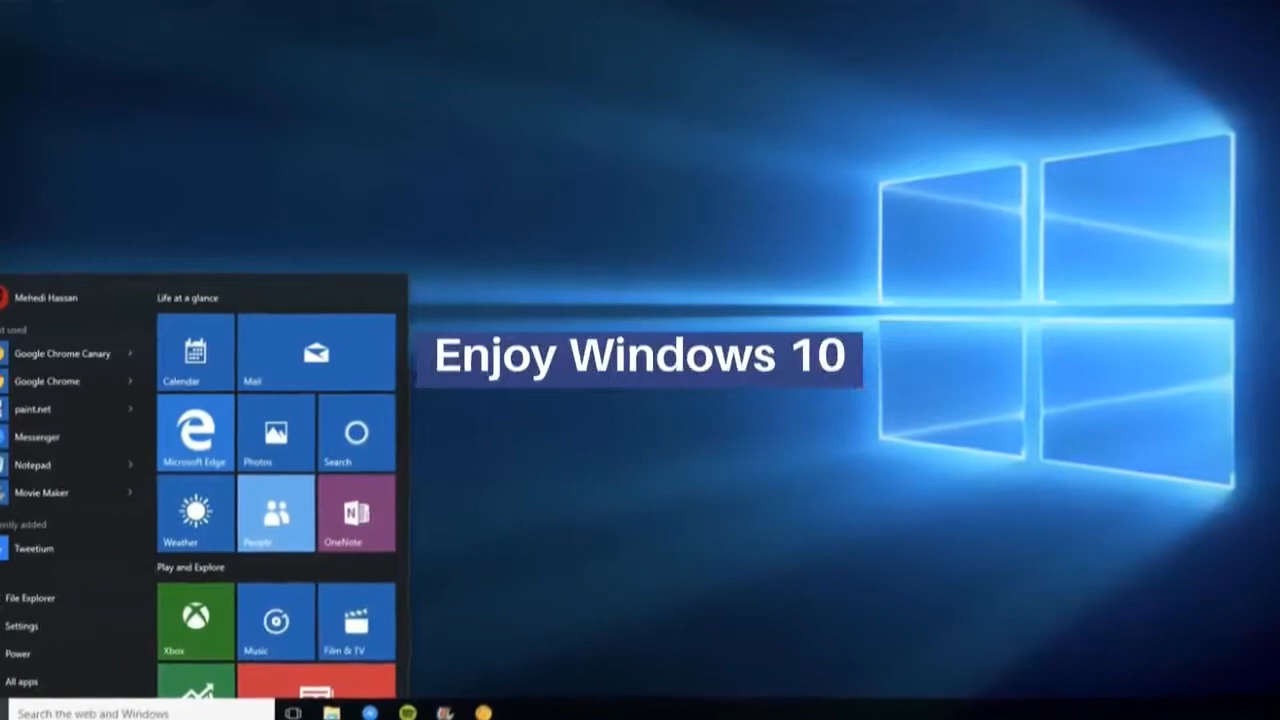 Mehedi Hassan
Life at a glance
Google Chrome Canary
Google Chrome
paint.net
Messenger
Notepad
Movie Maker
Tweetium
File Explorer
Settings
Power
All apps
Calendar
Mail
Microsoft Edge
Photos
Search
Weather
People
OneNote
Play and Explore
Xbox
Music
Film & TV
Enjoy Windows 10
Search the web and Windows